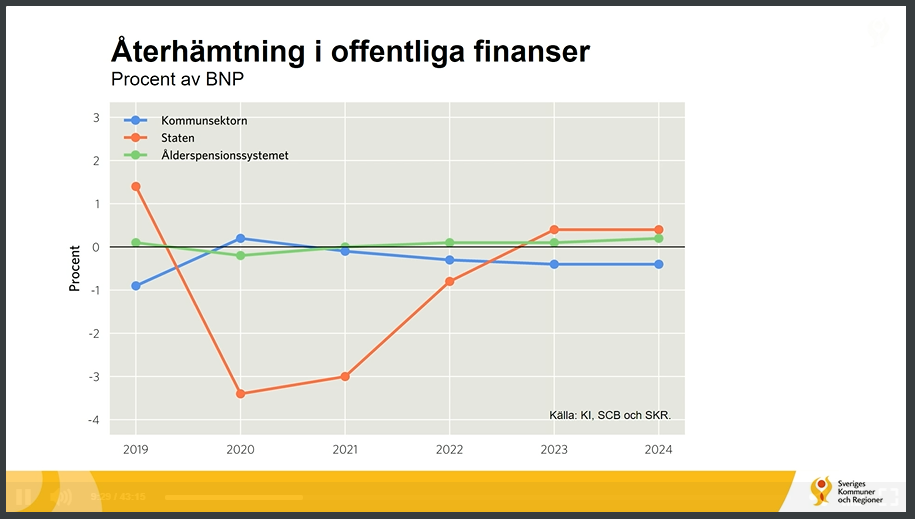 Återhämtning i offentliga finanser
Procent av BNP
Kommunsektorn
Staten
Ålderspensionssystemet
3
2
1
0
-1
-2
-3
-4
Procent
Källa: KI, SCB och SKR.
2019 2020 2021 2022 2023 2024
Sveriges
Kommuner
och Regioner